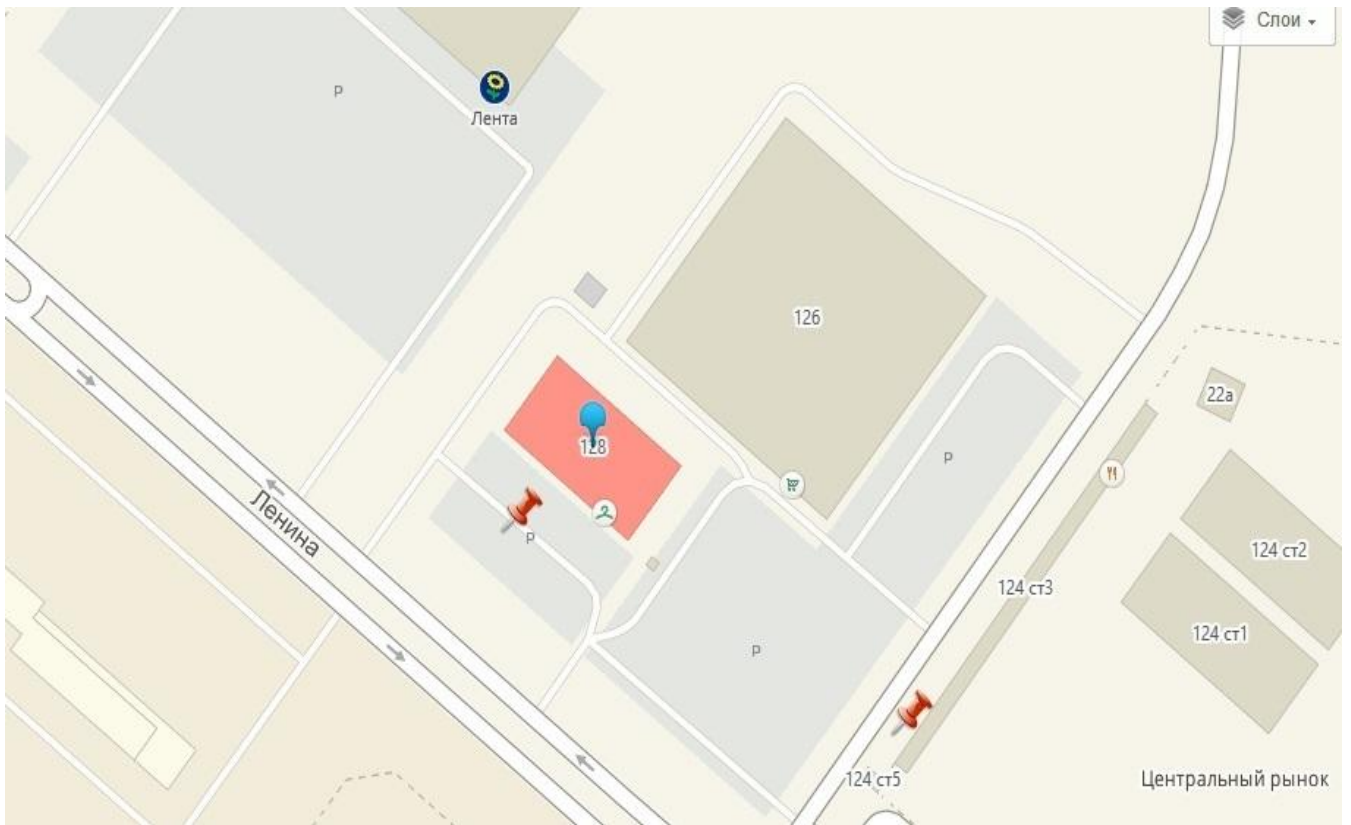 Слои
P
Лента
126
22а
128
P
Ленина
P
124 ст2
124 ст3
124 ст1
P
124 ст5
Центральный рынок